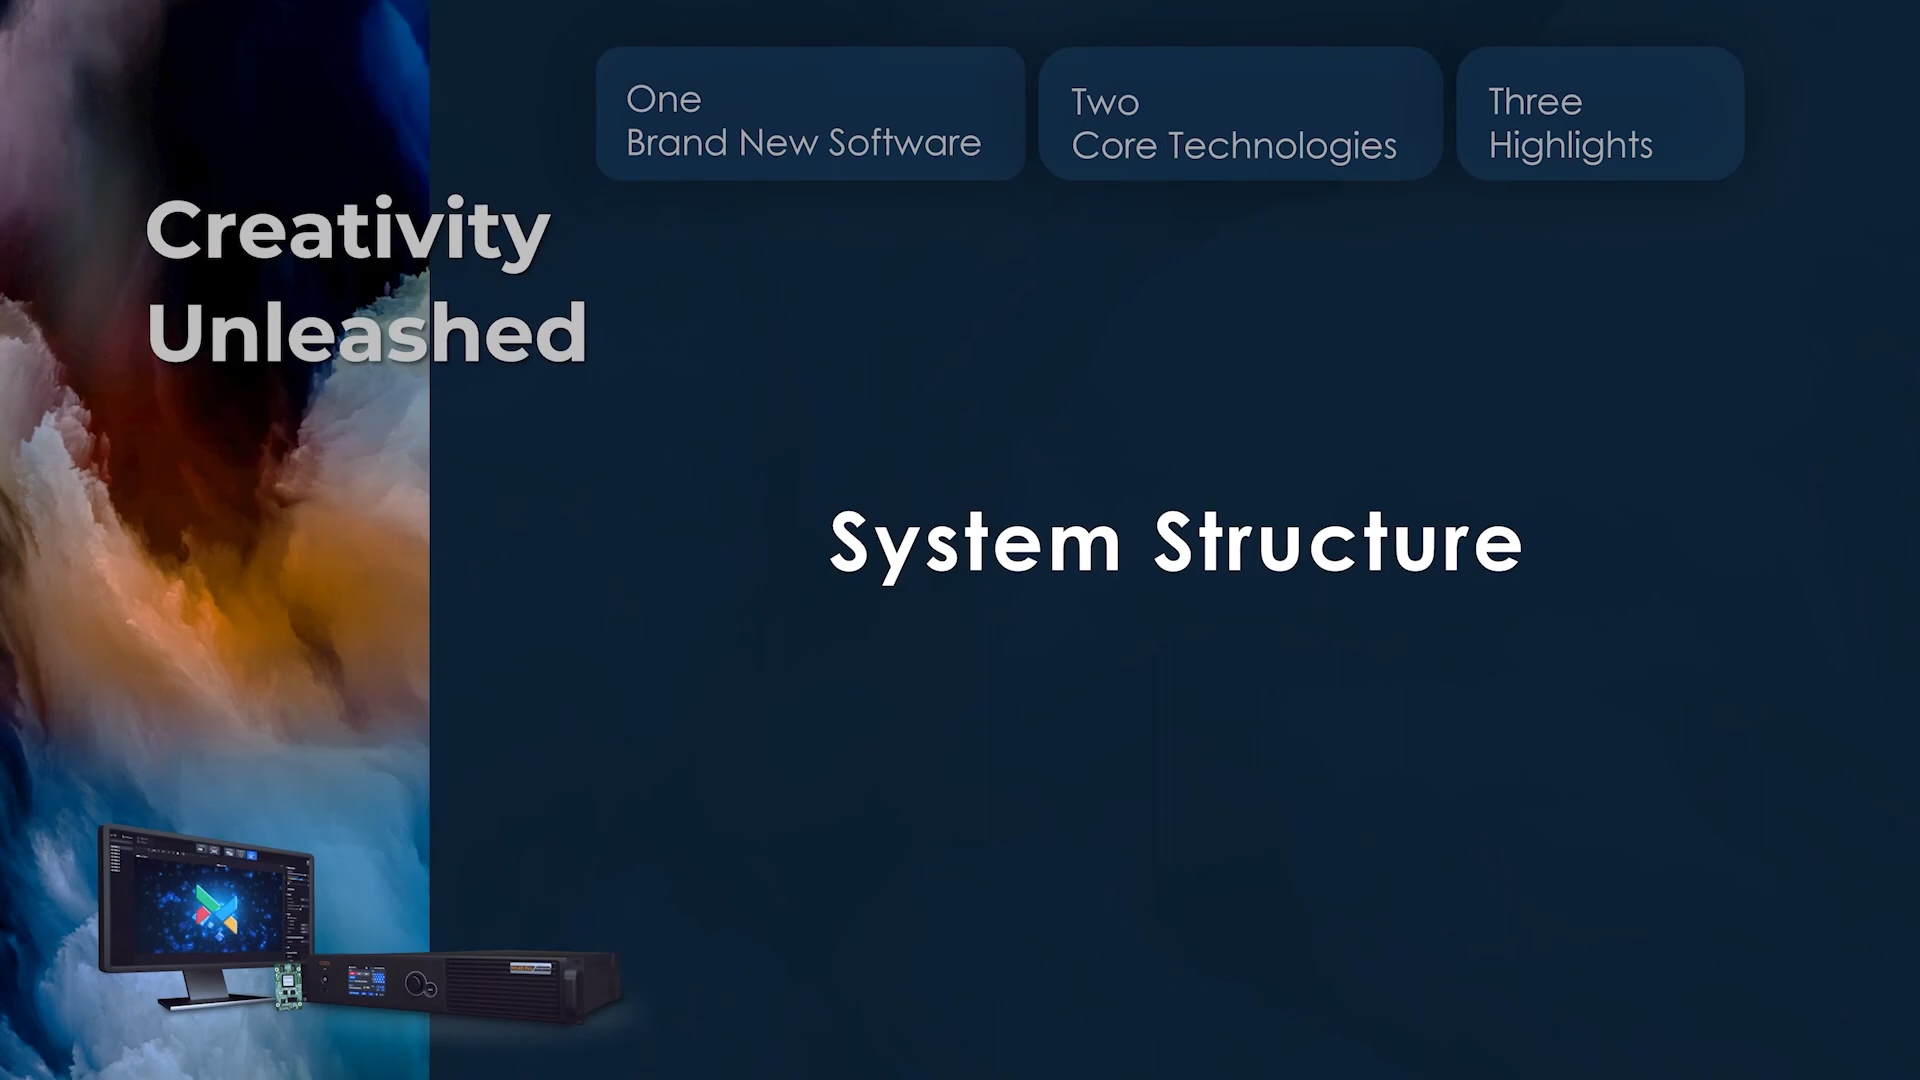 One
Brand New Software
Two
Core Technologies
Three
Highlights
Creativity
Unleashed
System Structure